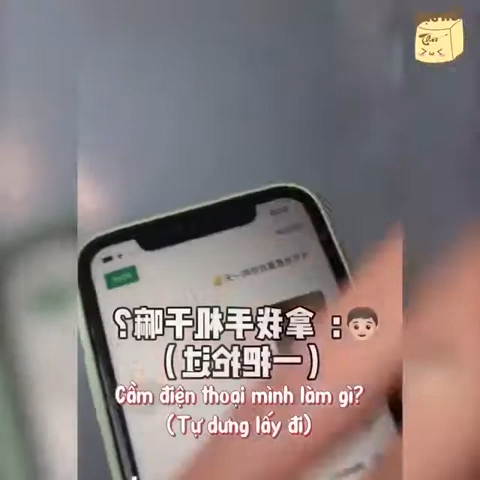 ：拿我手机干嘛？
（一把抢过）
Cầm điện thoại mình làm gì?
(Tự dưng lấy đi)